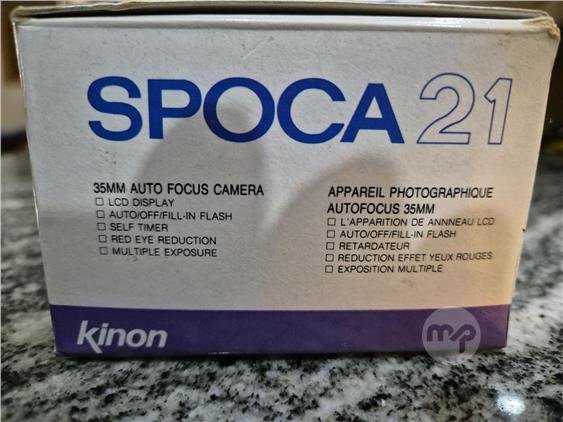 SPOCA 21
35MM AUTO FOCUS CAMERA
☐ LCD DISPLAY
☐ AUTO/OFF/FILL-IN FLASH
☐ SELF TIMER
☐ RED EYE REDUCTION
☐ MULTIPLE EXPOSURE
APPAREIL PHOTOGRAPHIQUE
AUTOFOCUS 35MM
☐ L'APPARITION DE ANNNEAU LCD
☐ AUTO/OFF/FILL-IN FLASH
☐ RETARDATEUR
☐ REDUCTION EFFET YEUX ROUGES
☐ EXPOSITION MULTIPLE
kinon
mp